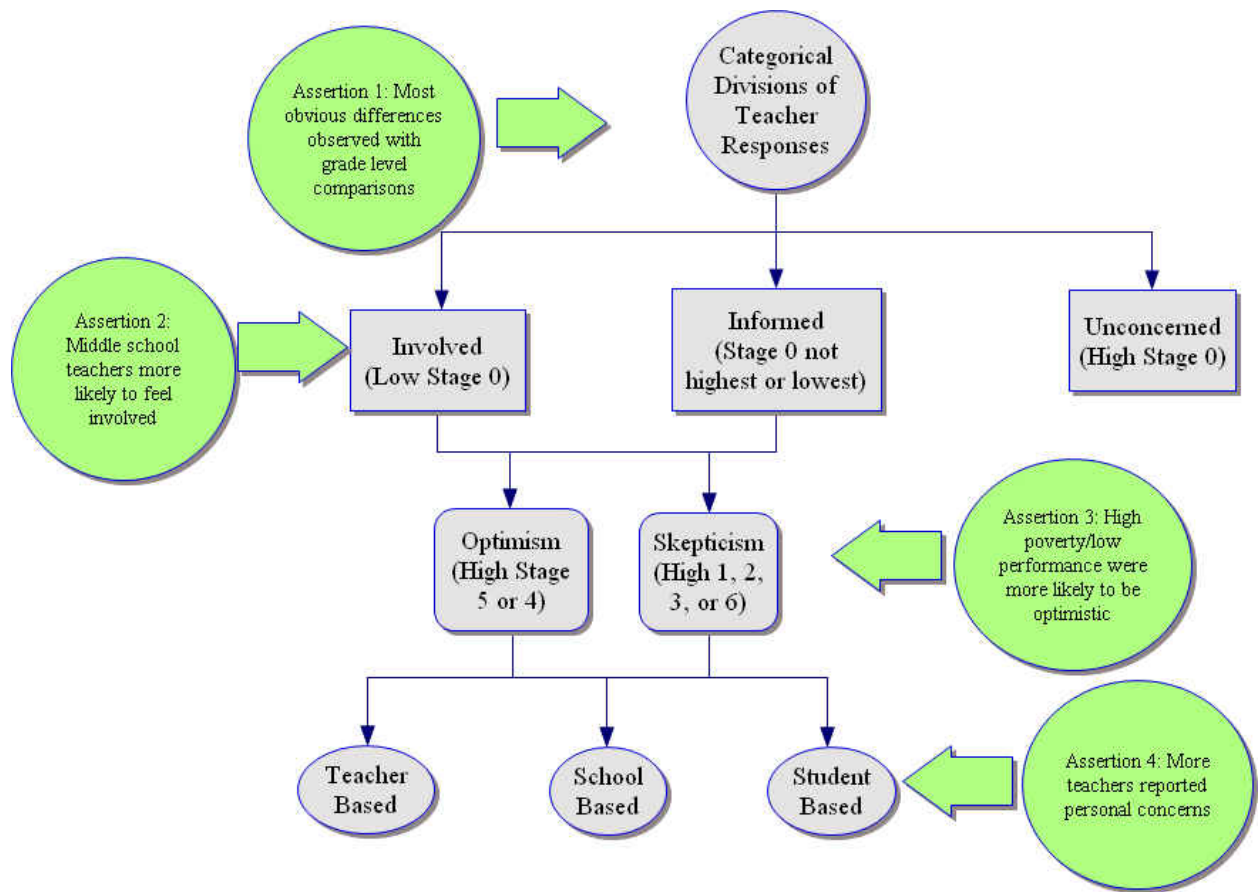 Categorical
Divisions of
Teacher
Responses
Assertion 1: Most
obvious differences
observed with
grade level
comparisons
Assertion 2:
Middle school
teachers more
likely to feel
involved
Involved
(Low Stage 0)
Informed
(Stage 0 not
highest or lowest)
Unconcerned
(High Stage 0)
Optimism
(High Stage
5 or 4)
Skepticism
(High 1, 2,
3, or 6)
Assertion 3: High
poverty/low
performance were
more likely to be
optimistic
Teacher
Based
School
Based
Student
Based
Assertion 4: More
teachers reported
personal concerns